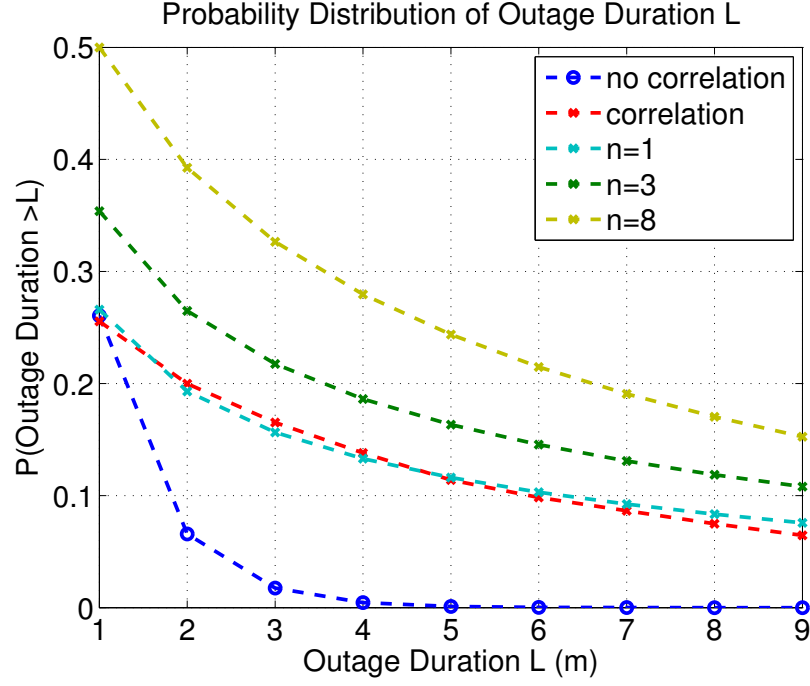 Probability Distribution of Outage Duration L
P(Outage Duration >L)
0.5
0.4
0.3
0.2
0.1
0
no correlation
correlation
n=1
n=3
n=8
1 2 3 4 5 6 7 8 9
Outage Duration L (m)